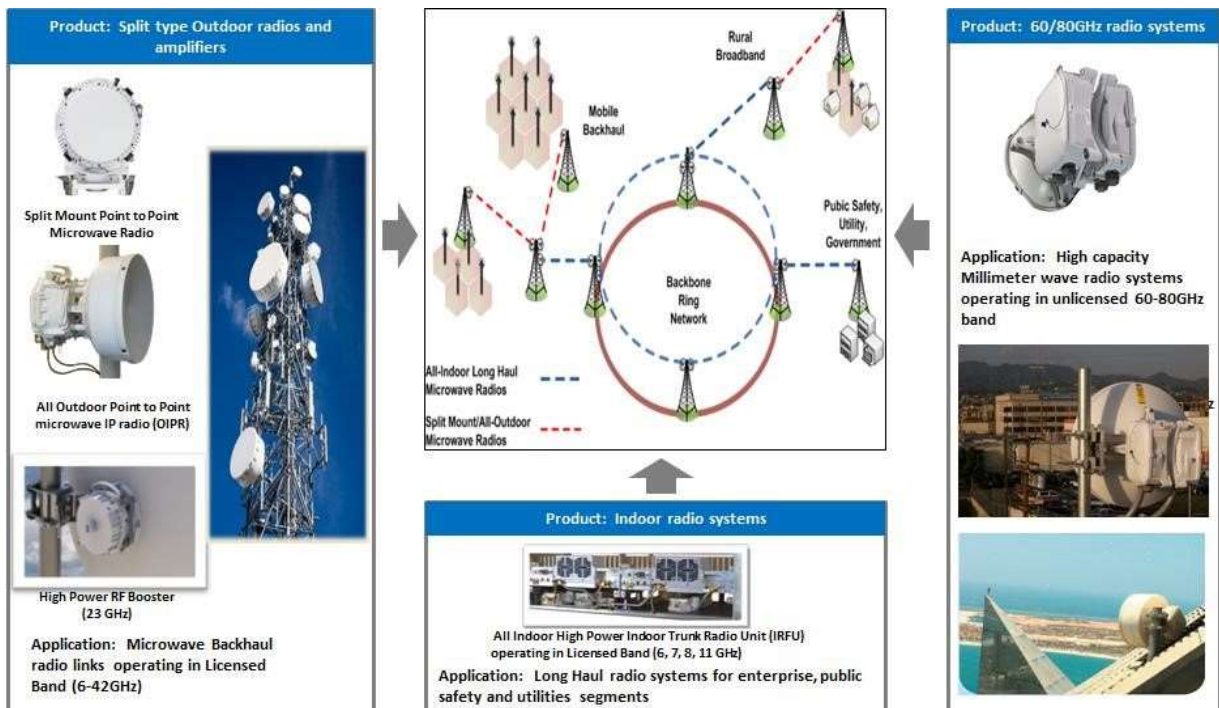 Product: Split type Outdoor radios and
amplifiers
Split Mount Point to Point
Microwave Radio
All Outdoor Point to Point
microwave IP radio (OIPR)
High Power RF Booster
(23 GHz)
Application: Microwave Backhaul
radio links operating in Licensed
Band (6-42GHz)
Rural
Broadband
Mobile
Backhaul
Pubic Safety,
Utility,
Government
Backbone
Ring
Network
All-Indoor Long Haul
Microwave Radios
Split Mount/All-Outdoor
Microwave Radios
Product: Indoor radio systems
All Indoor High Power Indoor Trunk Radio Unit (IRFU)
operating in Licensed Band (6, 7, 8, 11 GHz)
Application: Long Haul radio systems for enterprise, public
safety and utilities segments
Product: 60/80GHz radio systems
Application: High capacity
Millimeter wave radio systems
operating in unlicensed 60-80GHz
band
z